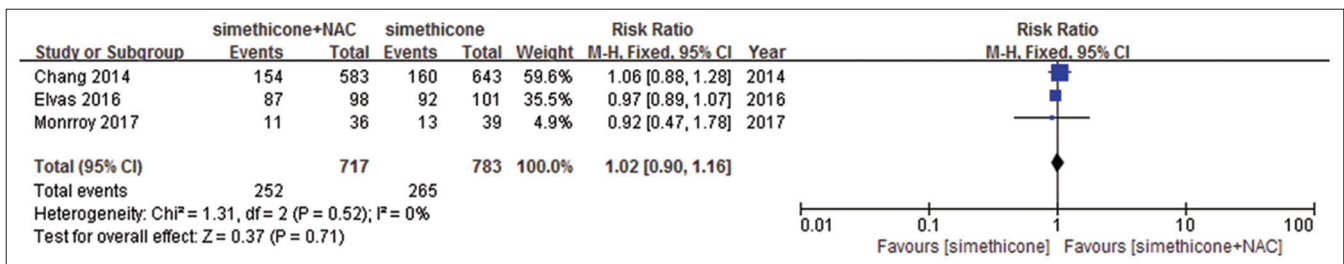 simethicone+NAC simethicone Risk Ratio Risk Ratio
Study or Subgroup Events Total Events Total Weight M-H, Fixed, 95% CI Year M-H, Fixed, 95% CI
Chang 2014 154 583 160 643 59.6% 1.06 [0.88, 1.28] 2014
Elvas 2016 87 98 92 101 35.5% 0.97 [0.89, 1.07] 2016
Monrroy 2017 11 36 13 39 4.9% 0.92 [0.47, 1.78] 2017
Total (95% CI) 717 783 100.0% 1.02 [0.90, 1.16]
Total events 252 265
Heterogeneity: Chi² = 1.31, df = 2 (P = 0.52); I² = 0%
Test for overall effect: Z = 0.37 (P = 0.71)
0.01 0.1 1 10 100
Favours [simethicone] Favours [simethicone+NAC]